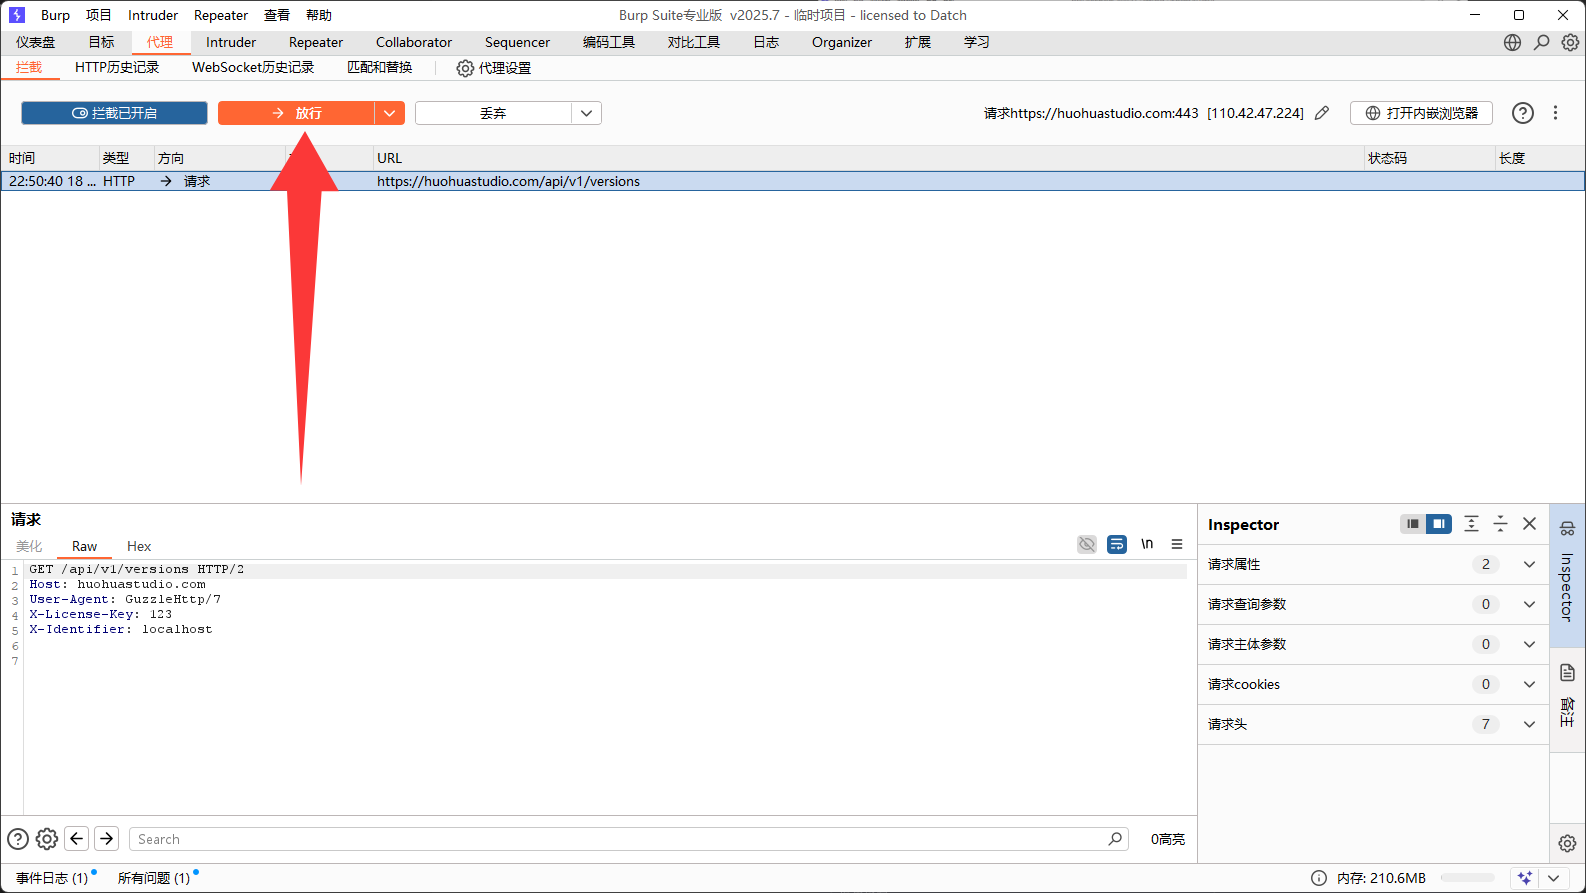 Burp 项目 Intruder Repeater 查看 帮助 Burp Suite专业版 v2025.7 - 临时项目 - licensed to Datch
仪表盘 目标 代理 Intruder Repeater Collaborator Sequencer 编码工具 对比工具 日志 Organizer 扩展 学习
拦截 HTTP历史记录 WebSocket历史记录 匹配和替换 代理设置
拦截已开启 放行 丢弃 请求https://huohuastudio.com:443 [110.42.47.224] 打开内嵌浏览器
时间 类型 方向 URL 状态码 长度
22:50:40 18 ... HTTP 请求 https://huohuastudio.com/api/v1/versions
请求
美化 Raw Hex \n
1 GET /api/v1/versions HTTP/2
2 Host: huohuastudio.com
3 User-Agent: GuzzleHttp/7
4 X-License-Key: 123
5 X-Identifier: localhost
6
7
Inspector
请求属性 2
请求查询参数 0
请求主体参数 0
请求cookies 0
请求头 7
Inspector
备注
Search 0高亮
事件日志 (1) 所有问题 (1) 内存: 210.6MB